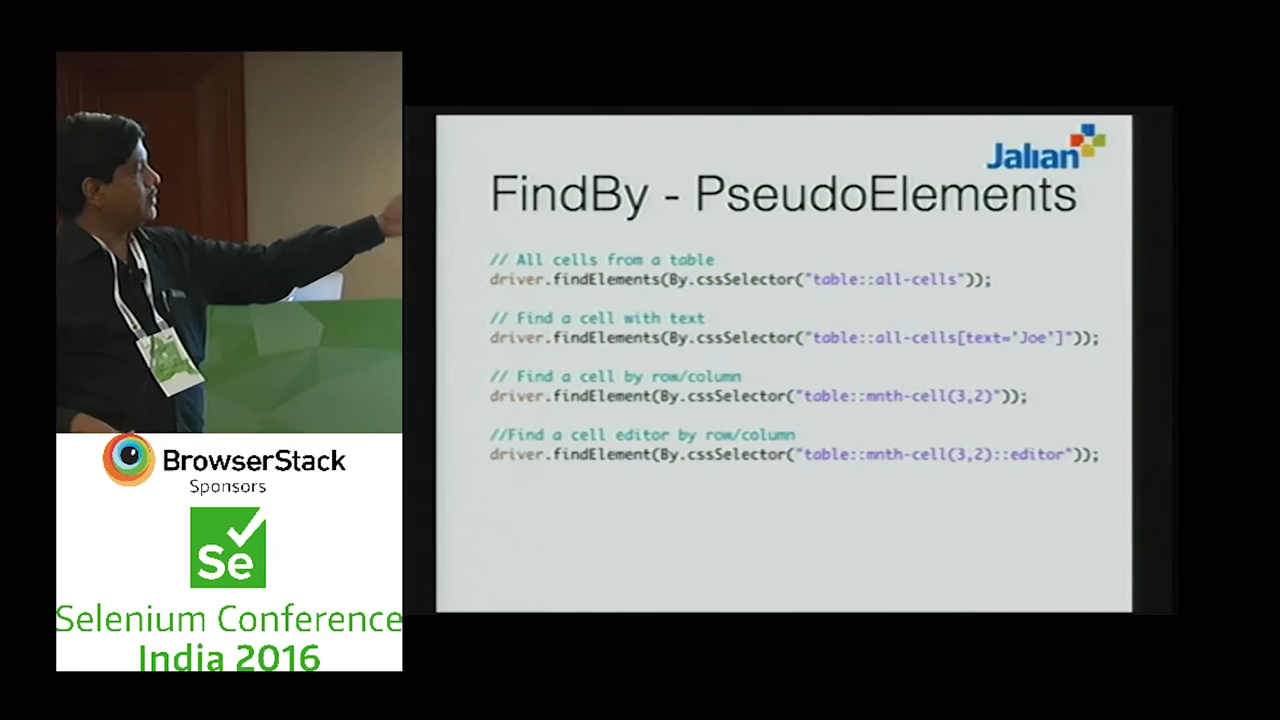 Jalian
FindBy - PseudoElements
// All cells from a table
driver.findElements(By.cssSelector("table::all-cells"));
// Find a cell with text
driver.findElements(By.cssSelector("table::all-cells[text='Joe']"));
// Find a cell by row/column
driver.findElement(By.cssSelector("table::mnth-cell(3,2)"));
//Find a cell editor by row/column
driver.findElement(By.cssSelector("table::mnth-cell(3,2)::editor"));
BrowserStack
Sponsors
Se
Selenium Conference
India 2016